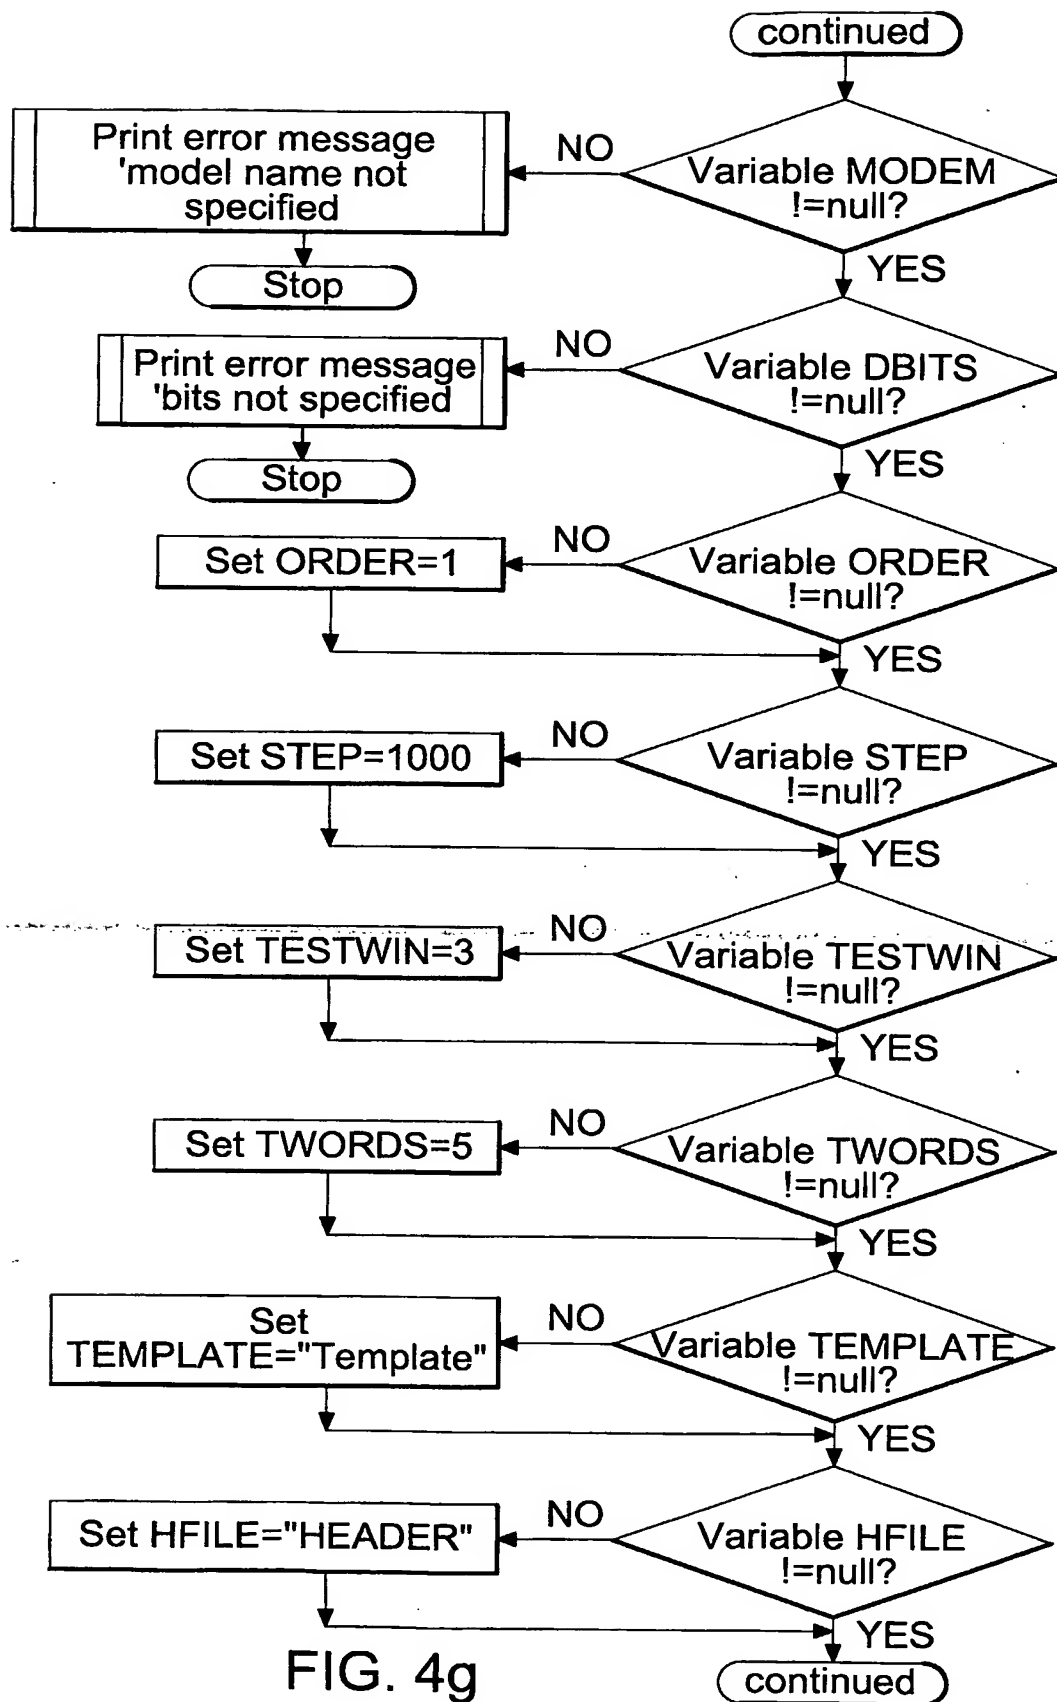 continued
Print error message
'model name not
specified
NO
Variable MODEM
!=null?
YES
Stop
Print error message
'bits not specified
NO
Variable DBITS
!=null?
YES
Stop
Set ORDER=1
NO
Variable ORDER
!=null?
YES
Set STEP=1000
NO
Variable STEP
!=null?
YES
Set TESTWIN=3
NO
Variable TESTWIN
!=null?
YES
Set TWORDS=5
NO
Variable TWORDS
!=null?
YES
Set
TEMPLATE="Template"
NO
Variable TEMPLATE
!=null?
YES
Set HFILE="HEADER"
NO
Variable HFILE
!=null?
YES
continued
FIG. 4g